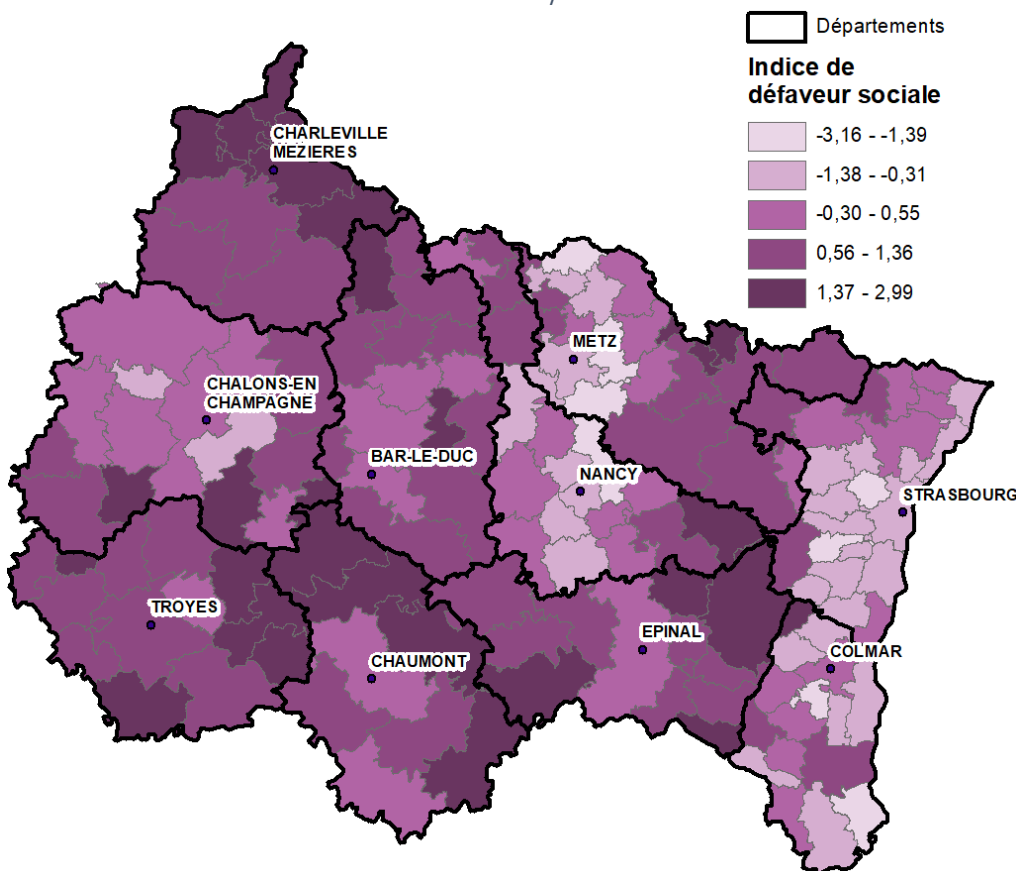 Départements
Indice de
défaveur sociale
-3,16 - -1,39
-1,38 - -0,31
-0,30 - 0,55
0,56 - 1,36
1,37 - 2,99
CHARLEVILLE
MEZIERES
METZ
CHALONS-EN
CHAMPAGNE
BAR-LE-DUC
NANCY
STRASBOURG
TROYES
EPINAL
CHAUMONT
COLMAR